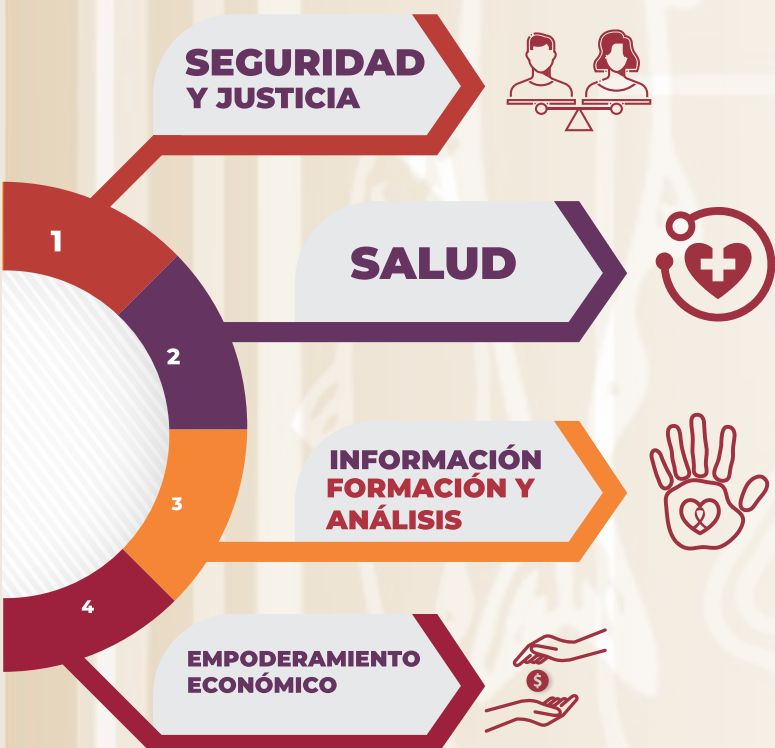 SEGURIDAD
Y JUSTICIA
1
SALUD
2
INFORMACIÓN
FORMACIÓN Y
ANÁLISIS
3
4
EMPODERAMIENTO
ECONÓMICO
$